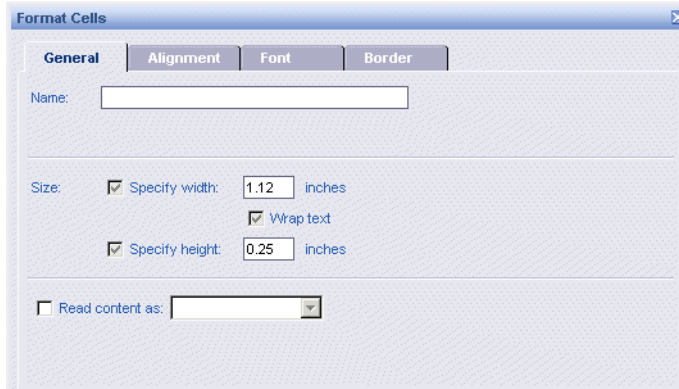 Format Cells
General Alignment Font Border
Name:
Size: Specify width: 1.12 inches
Wrap text
Specify height: 0.25 inches
Read content as: